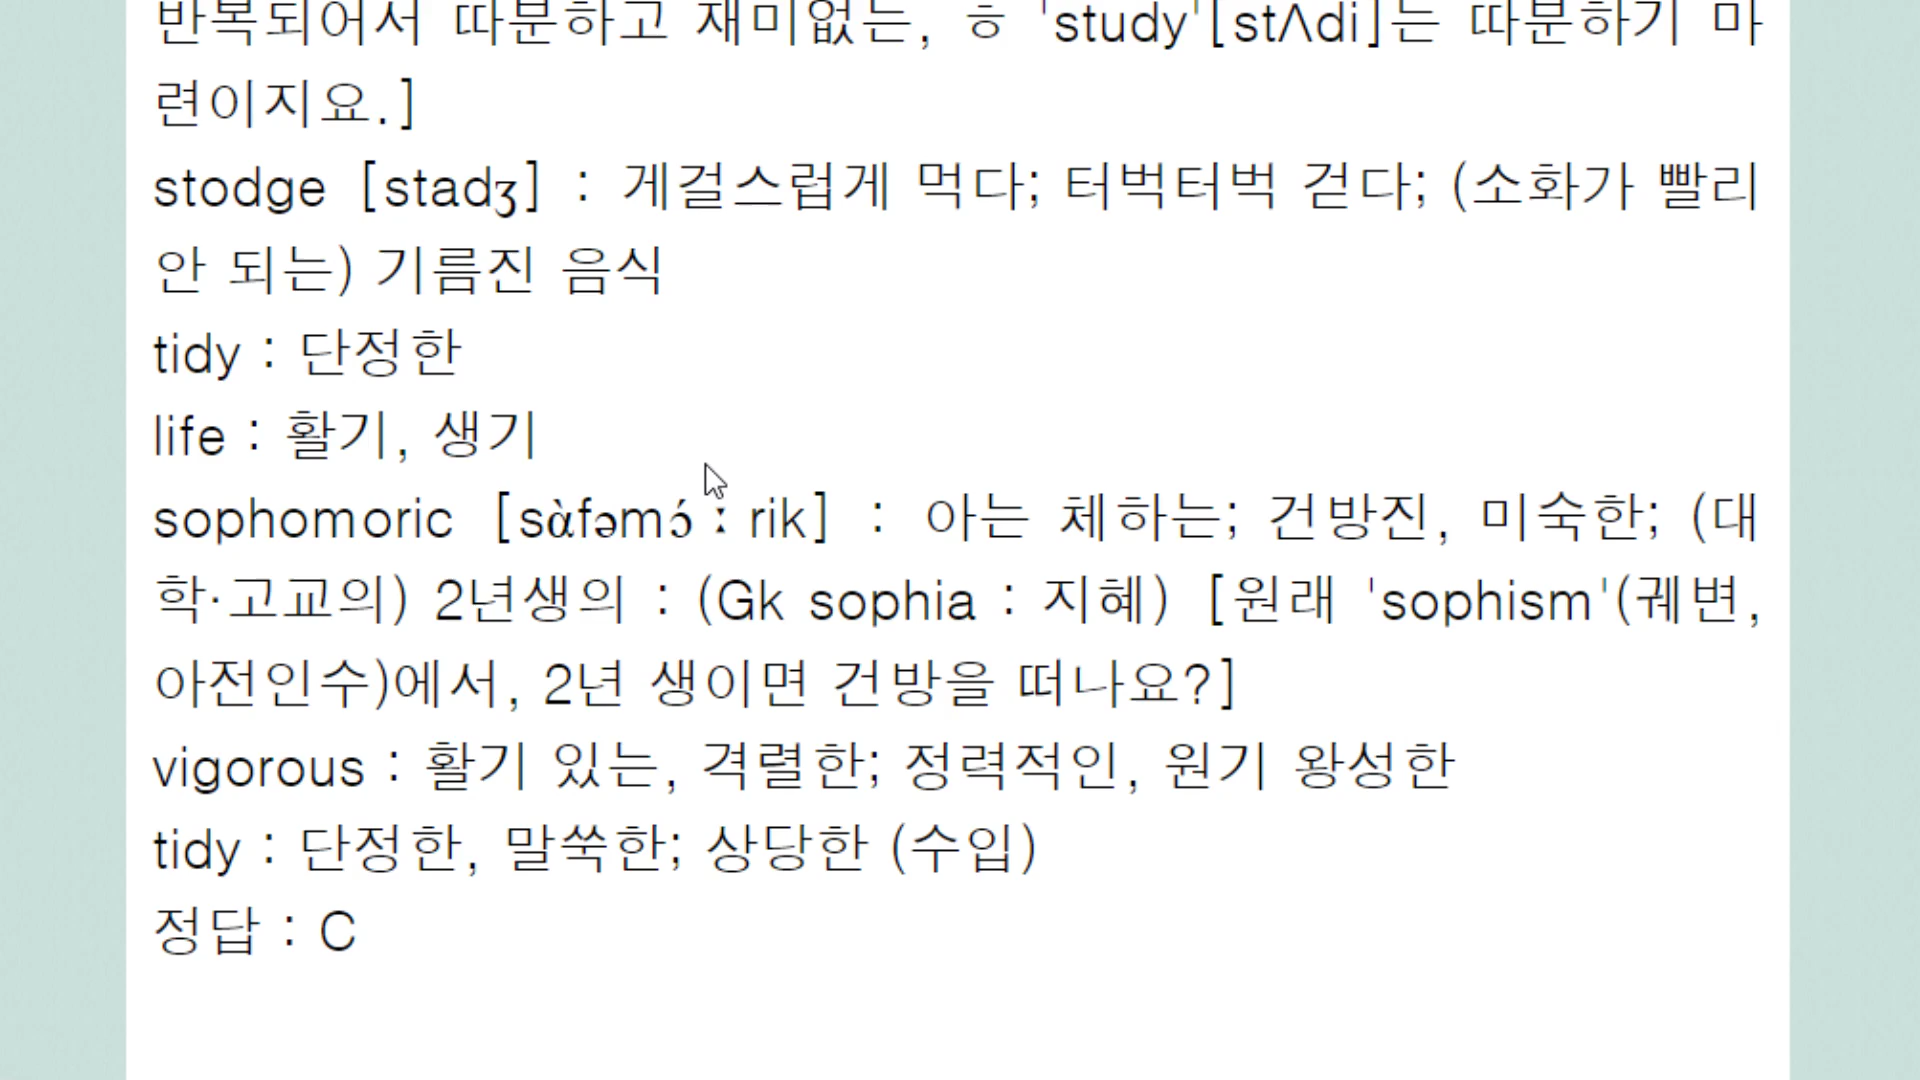 반복되어서 따분하고 재미없는, ㅎ 'study'[stΛdi]는 따분하기 마
련이지요.]
stodge [stadʒ] : 게걸스럽게 먹다; 터벅터벅 걷다; (소화가 빨리
안 되는) 기름진 음식
tidy : 단정한
life : 활기, 생기
sophomoric [sὰfəmɔ́ːrik] : 아는 체하는; 건방진, 미숙한; (대
학·고교의) 2년생의 : (Gk sophia : 지혜) [원래 'sophism'(궤변,
아전인수)에서, 2년 생이면 건방을 떠나요?]
vigorous : 활기 있는, 격렬한; 정력적인, 원기 왕성한
tidy : 단정한, 말쑥한; 상당한 (수입)
정답 : C